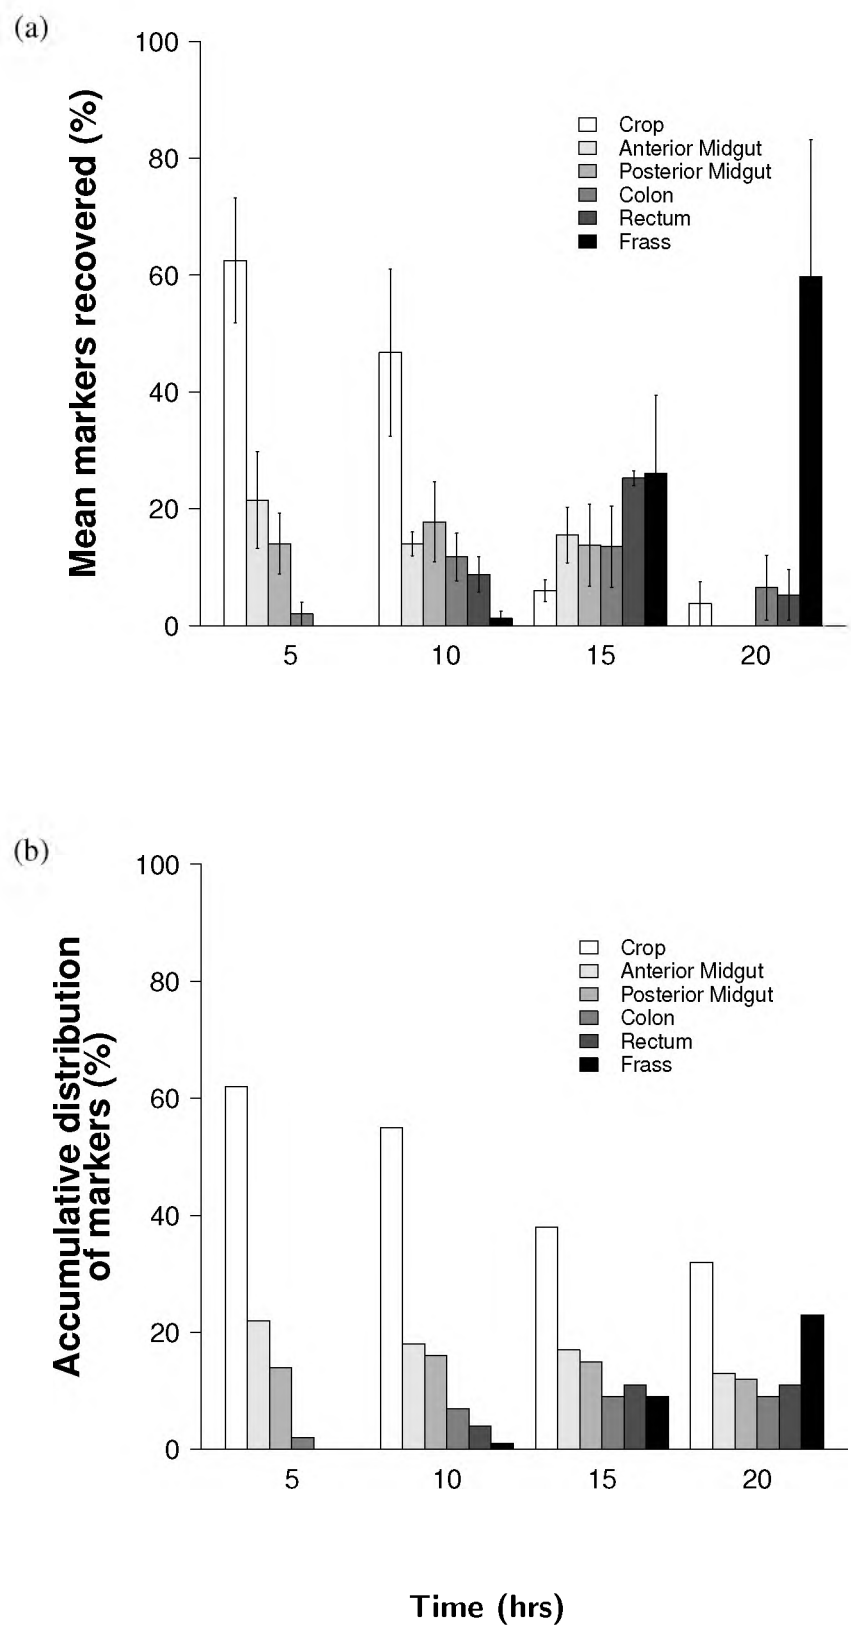 (a)
Mean markers recovered (%)
100
80
60
40
20
0
Crop
Anterior Midgut
Posterior Midgut
Colon
Rectum
Frass
5 10 15 20
(b)
Accumulative distribution
of markers (%)
100
80
60
40
20
0
Crop
Anterior Midgut
Posterior Midgut
Colon
Rectum
Frass
5 10 15 20
Time (hrs)